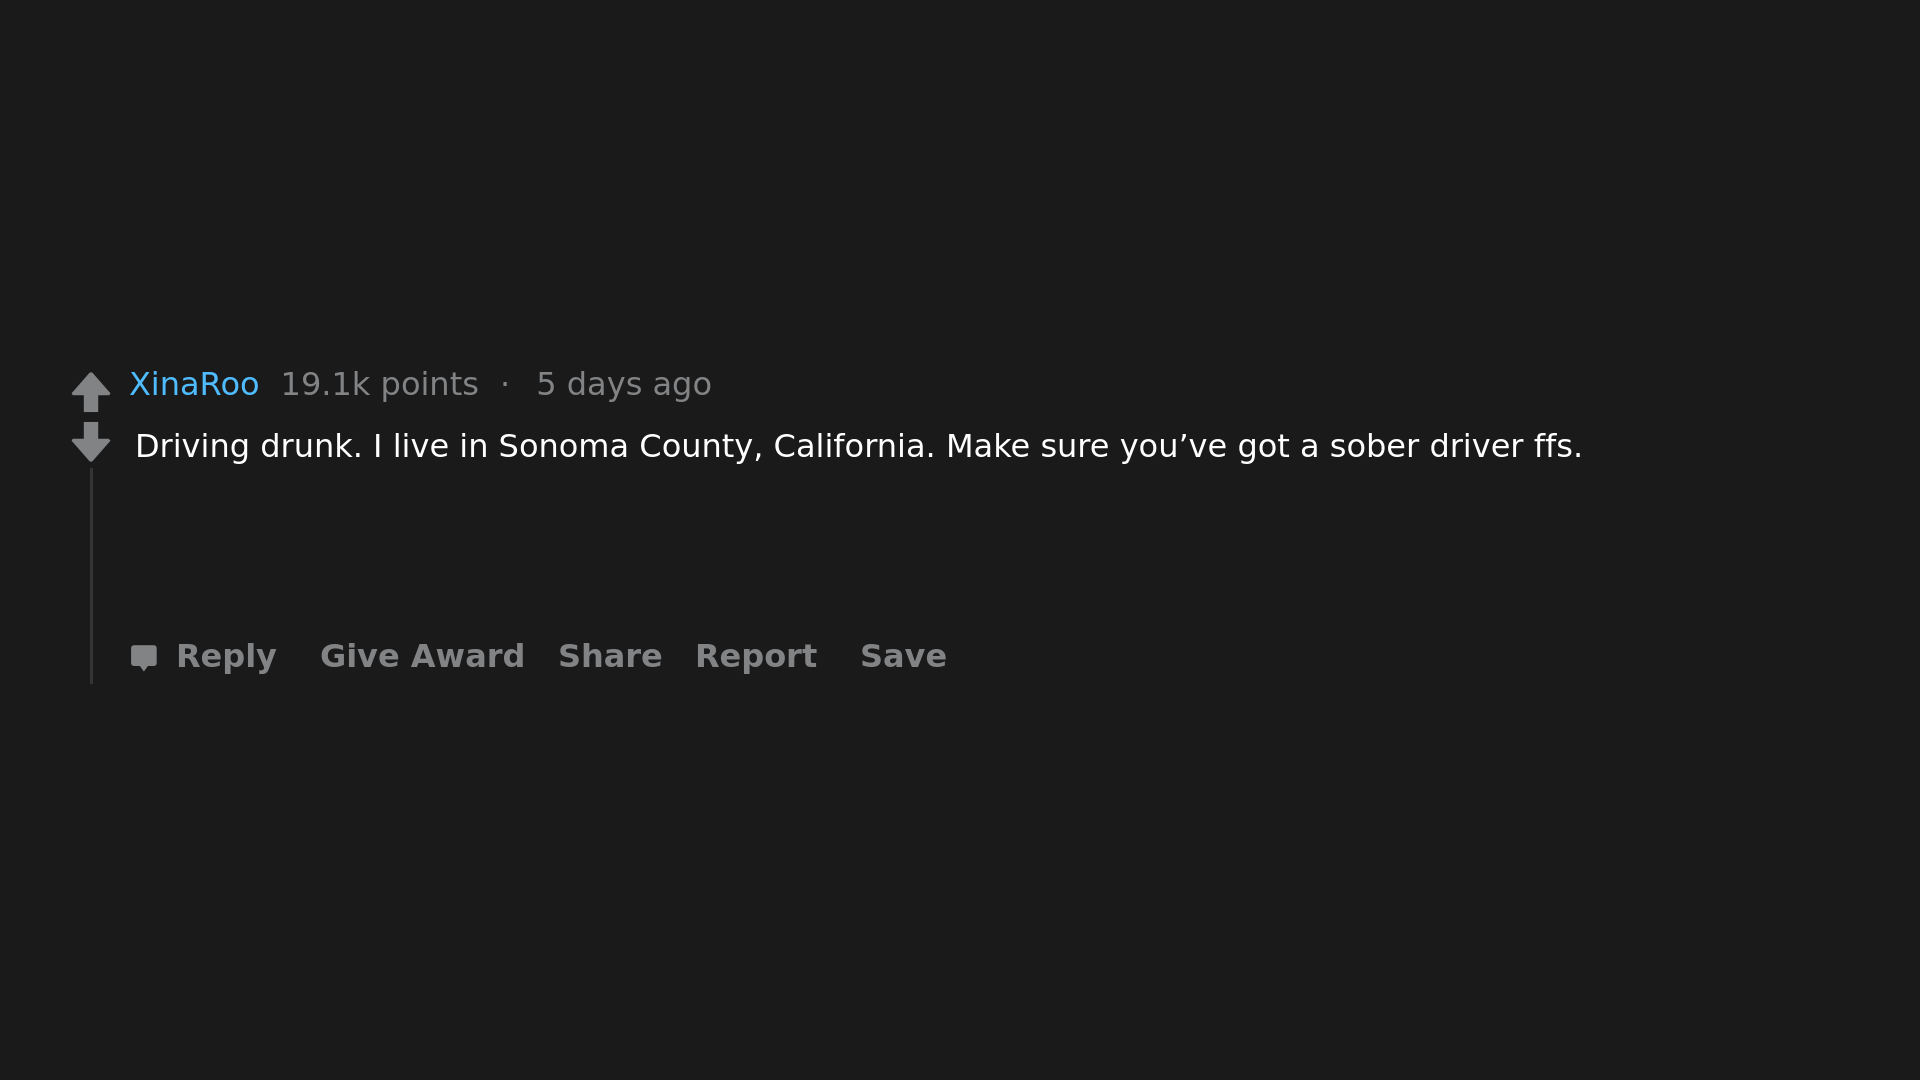 XinaRoo 19.1k points · 5 days ago
Driving drunk. I live in Sonoma County, California. Make sure you’ve got a sober driver ffs.
Reply Give Award Share Report Save